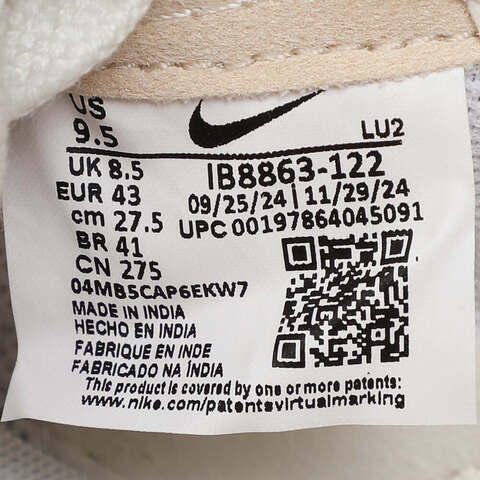 US
9.5
LU2
UK 8.5
IB8863-122
EUR 43
09/25/24 | 11/29/24
cm 27.5
UPC 00197864045091
BR 41
CN 275
04MB5CAP6EKW7
MADE IN INDIA
HECHO EN INDIA
FABRIQUE EN INDE
FABRICADO NA ÍNDIA
This product is covered by one or more patents. See
www.nike.com/patentsvirtualmarking